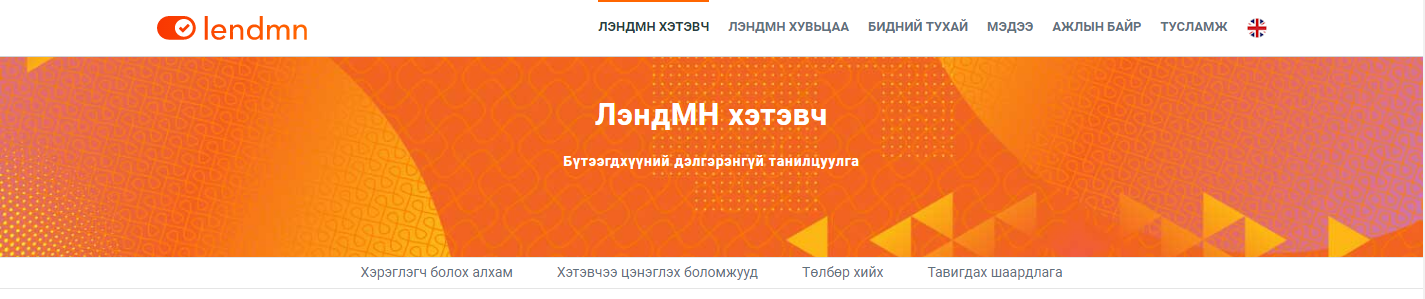 lendmn
ЛЭНДМН ХЭТЭВЧ ЛЭНДМН ХУВЬЦАА БИДНИЙ ТУХАЙ МЭДЭЭ АЖЛЫН БАЙР ТУСЛАМЖ
ЛэндМН хэтэвч
Бүтээгдхүүний дэлгэрэнгүй танилцуулга
Хэрэглэгч болох алхам Хэтэвчээ цэнэглэх боломжууд Төлбөр хийх Тавигдах шаардлага